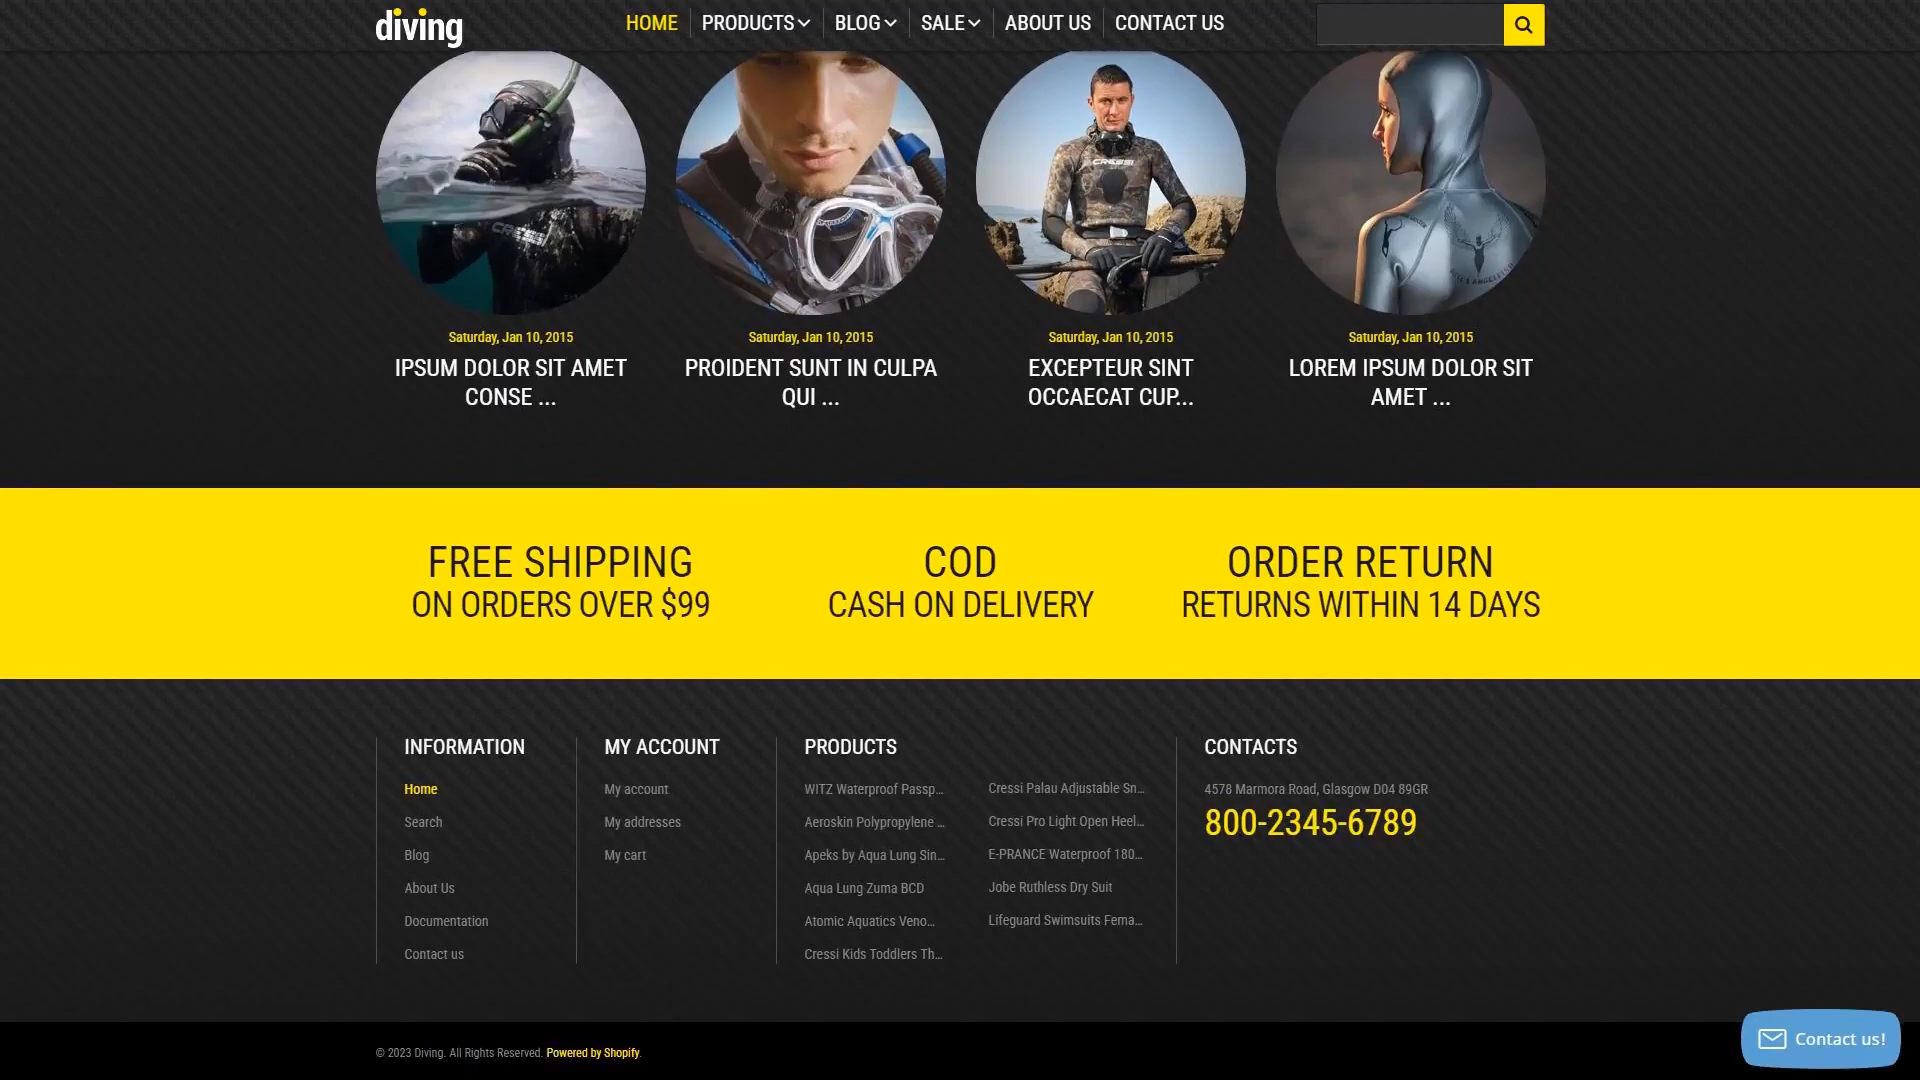 diving
HOME
PRODUCTS
BLOG
SALE
ABOUT US
CONTACT US
CRESSI
CRESSI
Saturday, Jan 10, 2015
IPSUM DOLOR SIT AMET
CONSE ...
Saturday, Jan 10, 2015
PROIDENT SUNT IN CULPA
QUI ...
Saturday, Jan 10, 2015
EXCEPTEUR SINT
OCCAECAT CUP...
Saturday, Jan 10, 2015
LOREM IPSUM DOLOR SIT
AMET ...
FREE SHIPPING
ON ORDERS OVER $99
COD
CASH ON DELIVERY
ORDER RETURN
RETURNS WITHIN 14 DAYS
INFORMATION
Home
Search
Blog
About Us
Documentation
Contact us
MY ACCOUNT
My account
My addresses
My cart
PRODUCTS
WITZ Waterproof Passp...
Aeroskin Polypropylene ...
Apeks by Aqua Lung Sin...
Aqua Lung Zuma BCD
Atomic Aquatics Veno...
Cressi Kids Toddlers Th...
Cressi Palau Adjustable Sn...
Cressi Pro Light Open Heel...
E-PRANCE Waterproof 180...
Jobe Ruthless Dry Suit
Lifeguard Swimsuits Fema...
CONTACTS
4578 Marmora Road, Glasgow D04 89GR
800-2345-6789
© 2023 Diving. All Rights Reserved. Powered by Shopify.
Contact us!